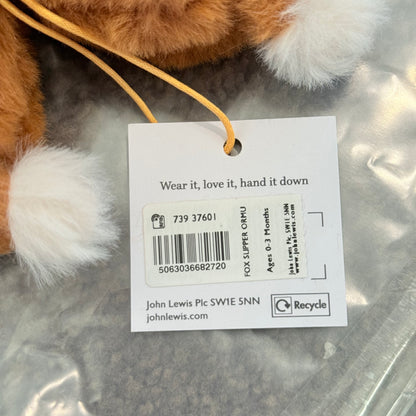 Wear it, love it, hand it down
739 37601
5063036682720
FOX SLIPPER ORMU
Ages 0-3 Months
John Lewis Plc, SW1E 5NN
www.johnlewis.com
John Lewis Plc SW1E 5NN
johnlewis.com
Recycle